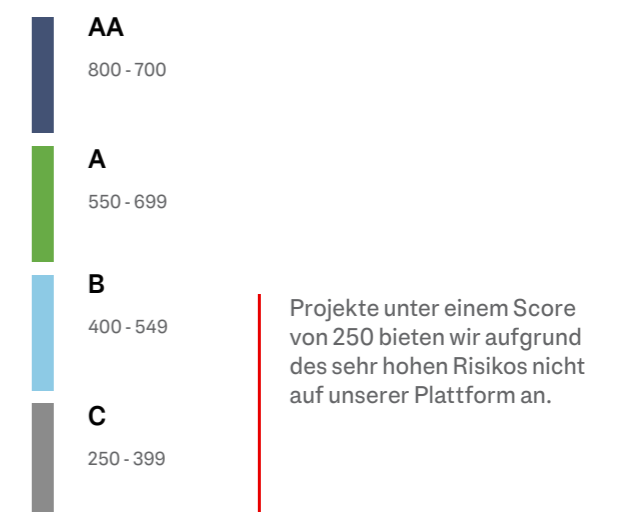 AA
800 - 700
A
550 - 699
B
400 - 549
C
250 - 399
Projekte unter einem Score
von 250 bieten wir aufgrund
des sehr hohen Risikos nicht
auf unserer Plattform an.